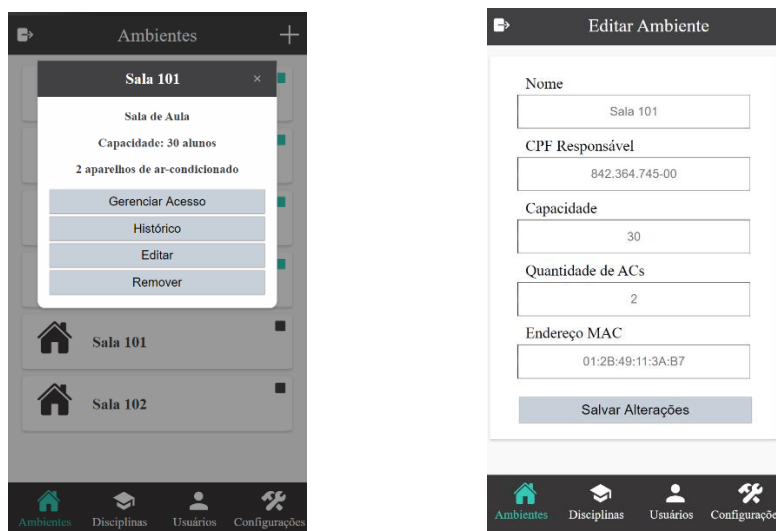 Ambientes
Sala 101 ×
Sala de Aula
Capacidade: 30 alunos
2 aparelhos de ar-condicionado
Gerenciar Acesso
Histórico
Editar
Remover
Sala 101
Sala 102
Ambientes Disciplinas Usuários Configurações
Editar Ambiente
Nome
Sala 101
CPF Responsável
842.364.745-00
Capacidade
30
Quantidade de ACs
2
Endereço MAC
01:2B:49:11:3A:B7
Salvar Alterações
Ambientes Disciplinas Usuários Configuraçõe